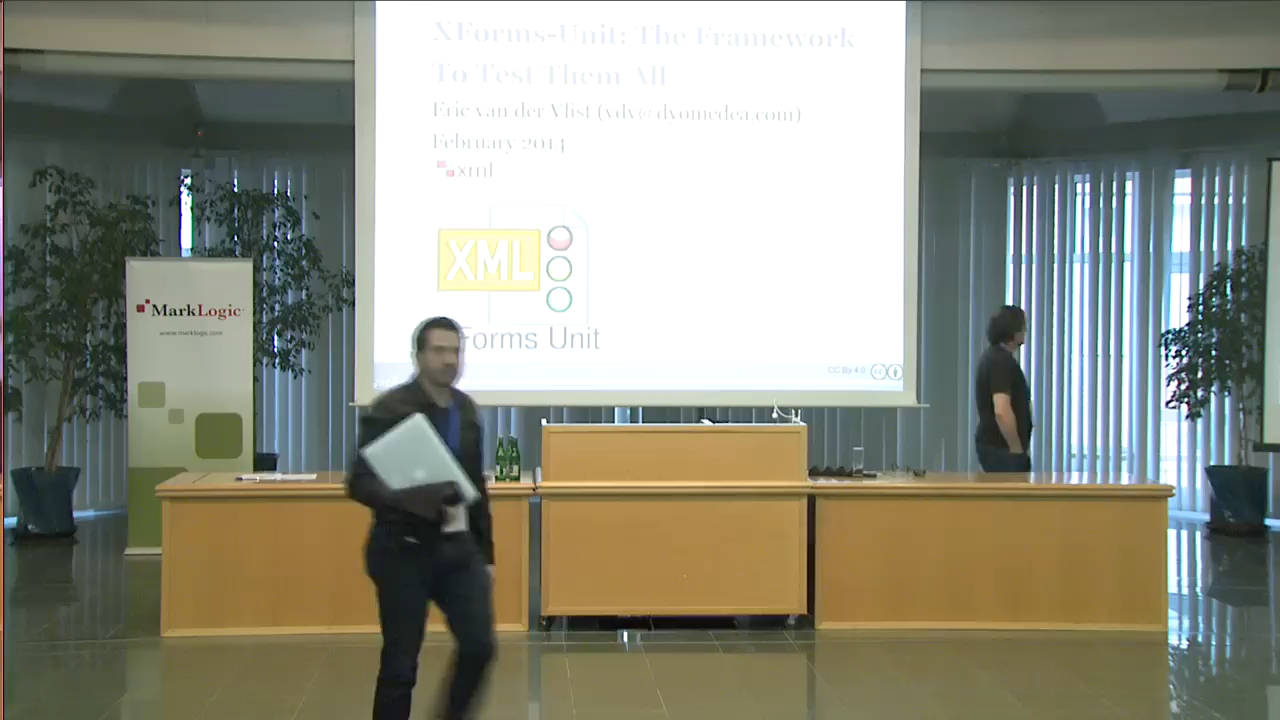 XForms-Unit: The Framework
To Test Them All
Eric van der Vlist (vdv@dyomedea.com)
February 2014
xml
XML
Forms Unit
CC By 4.0
MarkLogic
www.marklogic.com